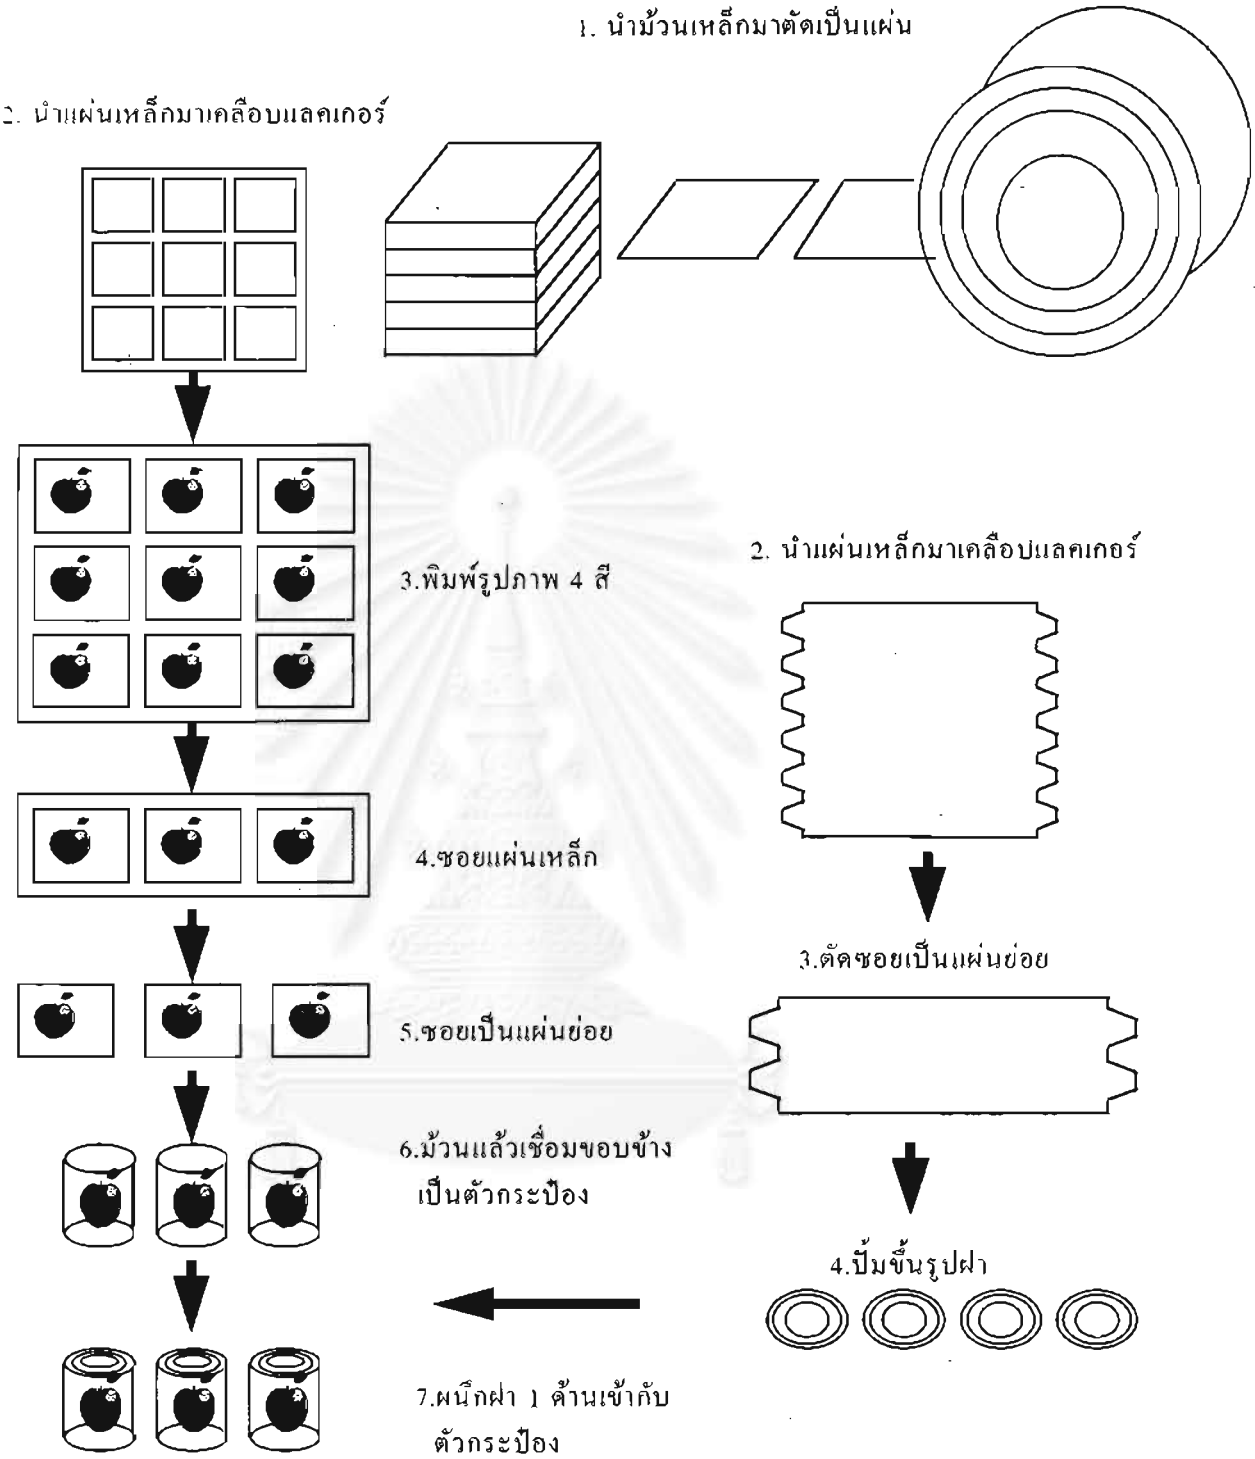 1. นำม้วนเหล็กมาตัดเป็นแผ่น
2. นำแผ่นเหล็กมาเคลือบแลคเกอร์
3.พิมพ์รูปภาพ 4 สี
4.ซอยแผ่นเหล็ก
5.ซอยเป็นแผ่นย่อย
6.ม้วนแล้วเชื่อมขอบข้าง
เป็นตัวกระป๋อง
7.ผนึกฝา 1 ด้านเข้ากับ
ตัวกระป๋อง
2. นำแผ่นเหล็กมาเคลือบแลคเกอร์
3.ตัดซอยเป็นแผ่นย่อย
4.ปั๊มขึ้นรูปฝา